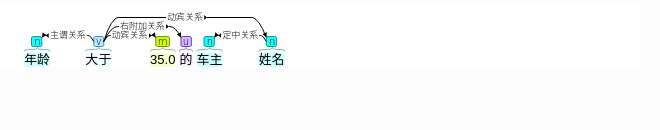 动宾关系
右附加关系
主谓关系 动宾关系 定中关系
n v m u n n
年龄 大于 35.0 的 车主 姓名